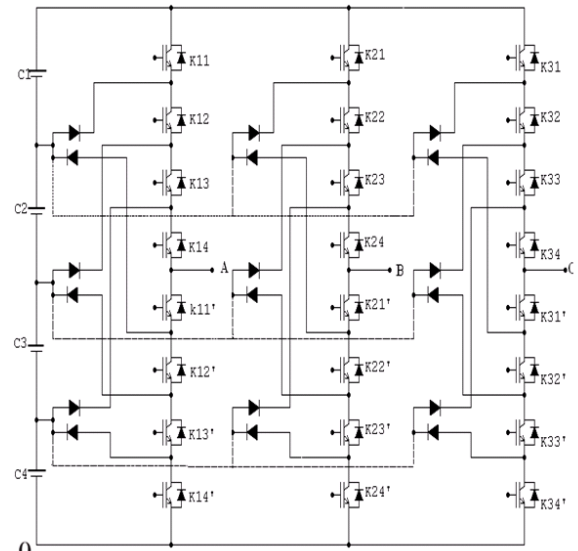 K11 K21 K31
C1
K12 K22 K32
K13 K23 K33
C2
K14 K24 K34
A B C
k11' K21' K31'
C3
K12' K22' K32'
K13' K23' K33'
C4
K14' K24' K34'
O